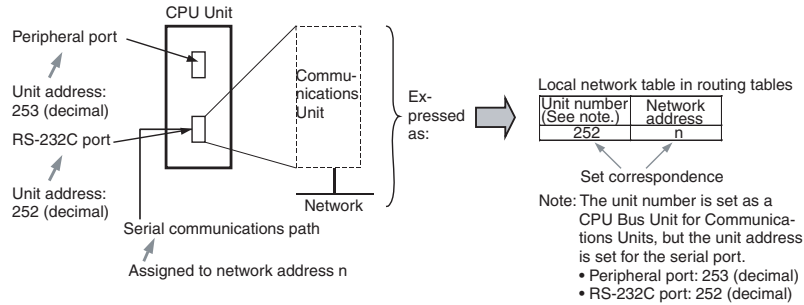 CPU Unit
Peripheral port
Unit address:
253 (decimal)
RS-232C port
Unit address:
252 (decimal)
Serial communications path
Assigned to network address n
Commu-
nications
Unit
Network
Ex-
pressed
as:
Local network table in routing tables
Unit number
(See note.)
Network
address
252
n
Set correspondence
Note: The unit number is set as a
CPU Bus Unit for Communica-
tions Units, but the unit address
is set for the serial port.
• Peripheral port: 253 (decimal)
• RS-232C port: 252 (decimal)